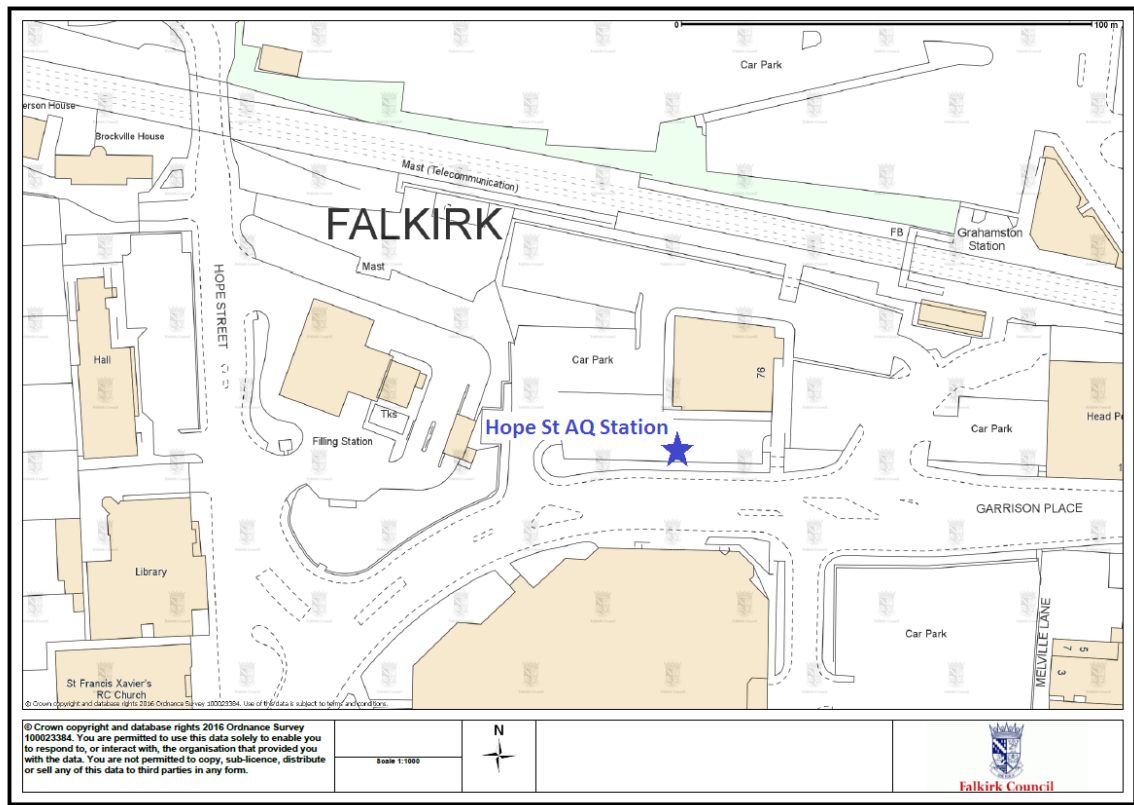 0
100 m
Car Park
erson House
Brockville House
Mast (Telecommunication)
FALKIRK
FB
Grahamston
Station
Mast
HOPE STREET
Hall
Car Park
76
Tks
Head P
Hope St AQ Station
Filling Station
Car Park
GARRISON PLACE
Library
MELVILLE LANE
Car Park
5
7
3
St Francis Xavier's
RC Church
© Crown copyright and database rights 2016 Ordnance Survey 100023384. Use of this data is subject to terms and conditions.
© Crown copyright and database rights 2016 Ordnance Survey
100023384. You are permitted to use this data solely to enable you
to respond to, or interact with, the organisation that provided you
with the data. You are not permitted to copy, sub-licence, distribute
or sell any of this data to third parties in any form.
Scale 1:1000
N
Falkirk Council